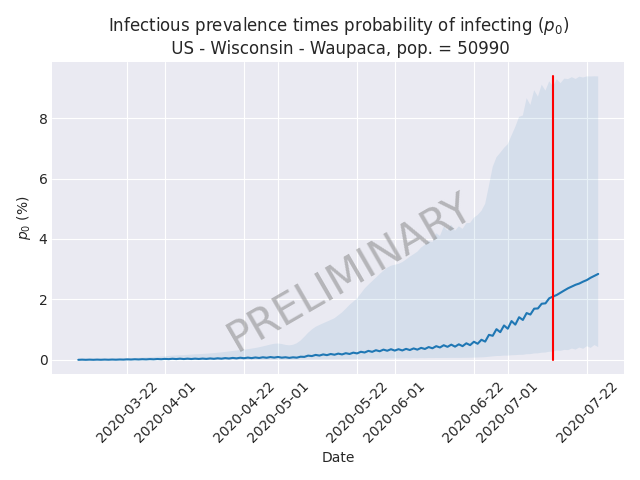 Infectious prevalence times probability of infecting (p₀)
US - Wisconsin - Waupaca, pop. = 50990
8
6
4
2
0
p₀ (%)
PRELIMINARY
2020-03-22
2020-04-01
2020-04-22
2020-05-01
2020-05-22
2020-06-01
2020-06-22
2020-07-01
2020-07-22
Date